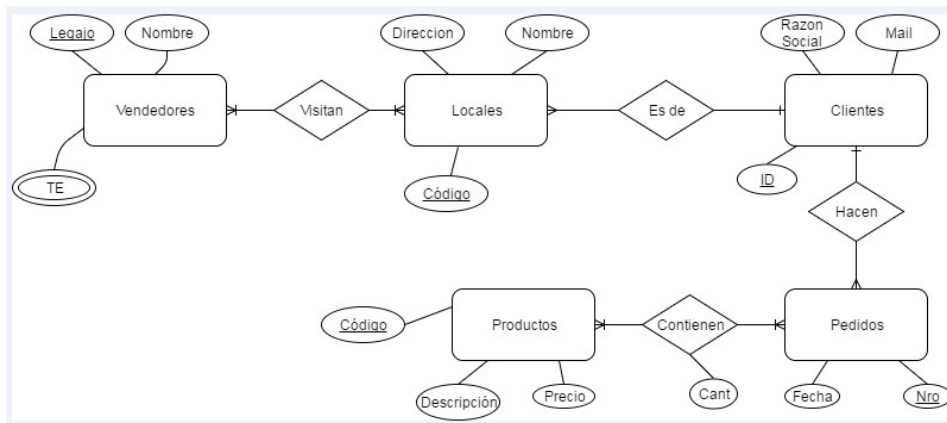 Legajo
Nombre
Direccion
Nombre
Razon
Social
Mail
Vendedores
Visitan
Locales
Es de
Clientes
TE
Código
ID
Hacen
Código
Productos
Contienen
Pedidos
Descripción
Precio
Cant
Fecha
Nro